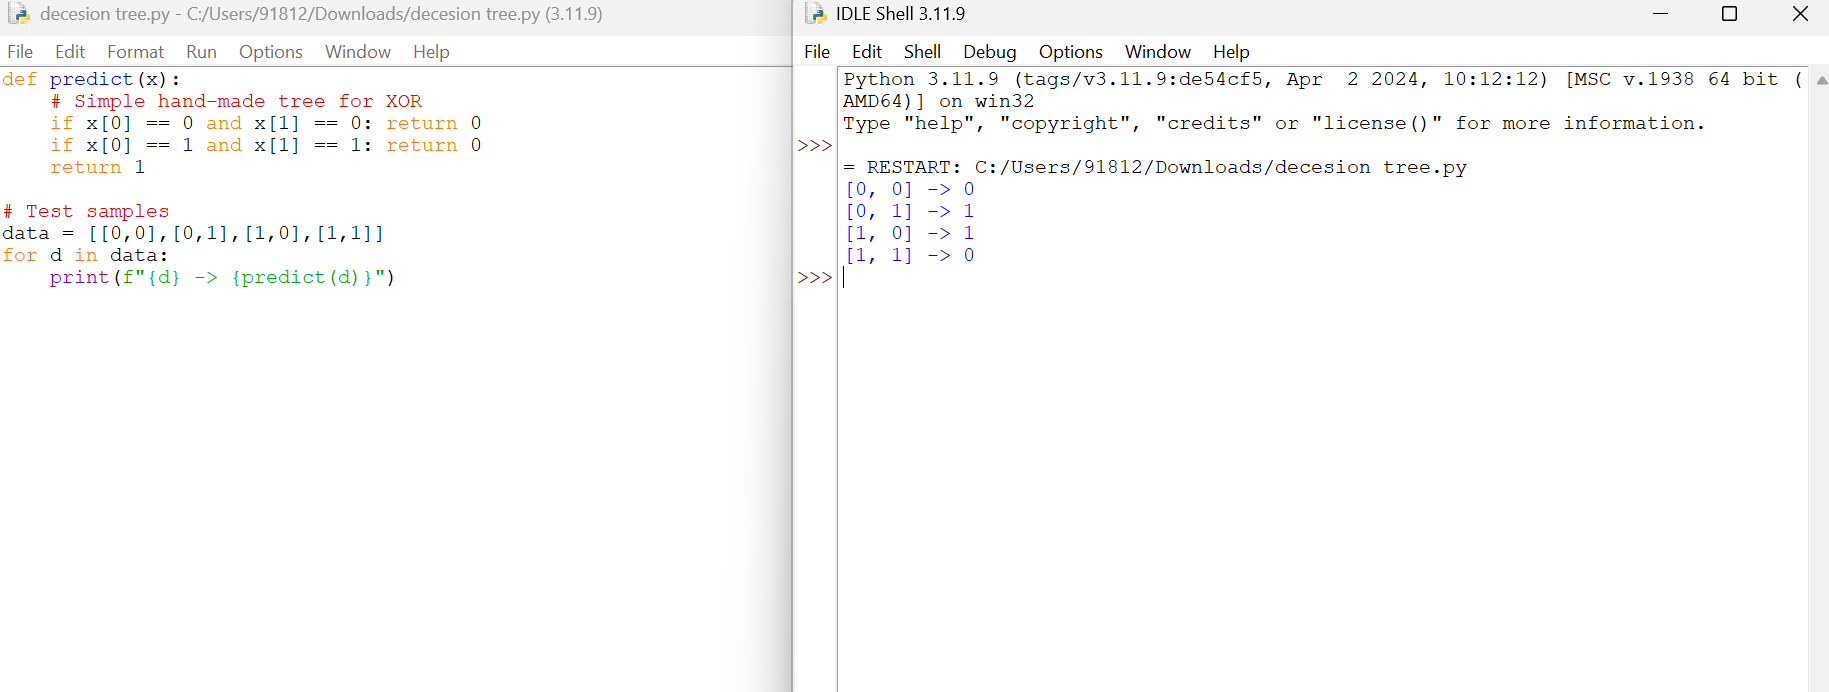 decesion tree.py - C:/Users/91812/Downloads/decesion tree.py (3.11.9)
File Edit Format Run Options Window Help
def predict(x):
    # Simple hand-made tree for XOR
    if x[0] == 0 and x[1] == 0: return 0
    if x[0] == 1 and x[1] == 1: return 0
    return 1

# Test samples
data = [[0,0],[0,1],[1,0],[1,1]]
for d in data:
    print(f"{d} -> {predict(d)}")
IDLE Shell 3.11.9
File Edit Shell Debug Options Window Help
Python 3.11.9 (tags/v3.11.9:de54cf5, Apr  2 2024, 10:12:12) [MSC v.1938 64 bit (
AMD64)] on win32
Type "help", "copyright", "credits" or "license()" for more information.
>>>
= RESTART: C:/Users/91812/Downloads/decesion tree.py
[0, 0] -> 0
[0, 1] -> 1
[1, 0] -> 1
[1, 1] -> 0
>>>